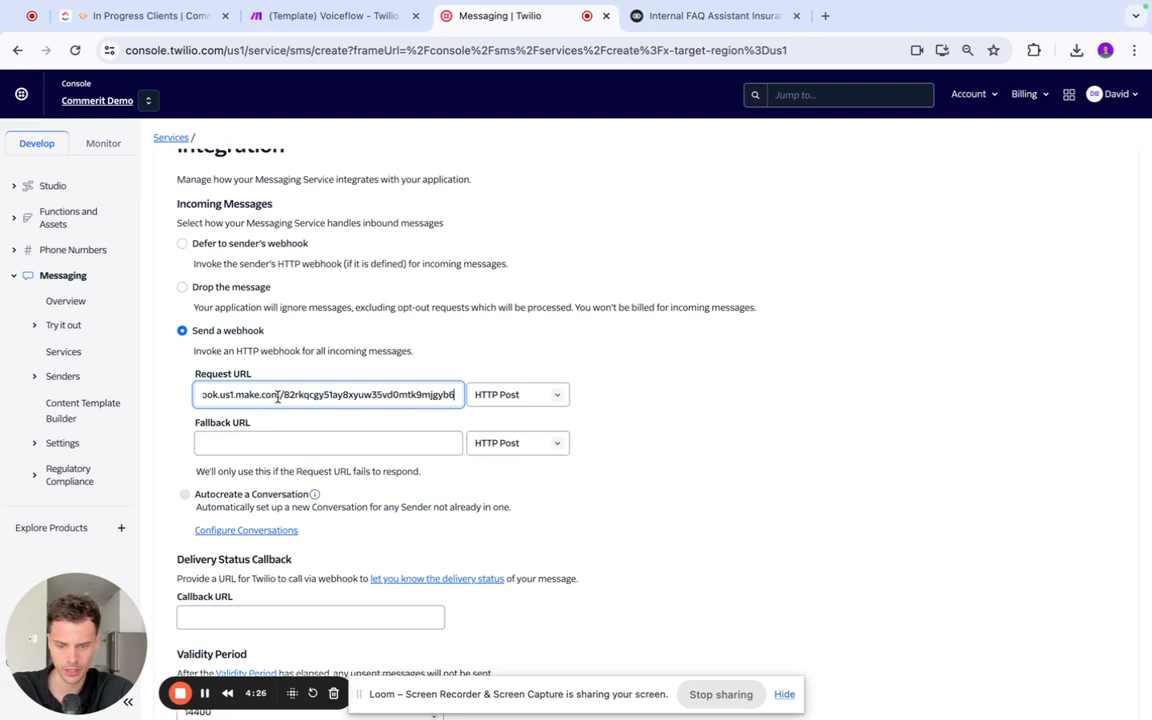 In Progress Clients | Comm
(Template) Voiceflow - Twilio
Messaging | Twilio
Internal FAQ Assistant Insura
console.twilio.com/us1/service/sms/create?frameUrl=%2Fconsole%2Fsms%2Fservices%2Fcreate%3Fx-target-region%3Dus1
Console
Commerit Demo
Jump to...
Account
Billing
DB
David
Develop
Monitor
Studio
Functions and
Assets
Phone Numbers
Messaging
Overview
Try it out
Services
Senders
Content Template
Builder
Settings
Regulatory
Compliance
Explore Products
Services /
Integration
Manage how your Messaging Service integrates with your application.
Incoming Messages
Select how your Messaging Service handles inbound messages
Defer to sender's webhook
Invoke the sender's HTTP webhook (if it is defined) for incoming messages.
Drop the message
Your application will ignore messages, excluding opt-out requests which will be processed. You won't be billed for incoming messages.
Send a webhook
Invoke an HTTP webhook for all incoming messages.
Request URL
ook.us1.make.com/82rkqcgy51ay8xyuw35vd0mtk9mjgyb6
HTTP Post
Fallback URL
HTTP Post
We'll only use this if the Request URL fails to respond.
Autocreate a Conversation
Automatically set up a new Conversation for any Sender not already in one.
Configure Conversations
Delivery Status Callback
Provide a URL for Twilio to call via webhook to let you know the delivery status of your message.
Callback URL
Validity Period
After the Validity Period has elapsed, any unsent messages will not be sent.
14400
4:26
Loom – Screen Recorder & Screen Capture is sharing your screen.
Stop sharing
Hide